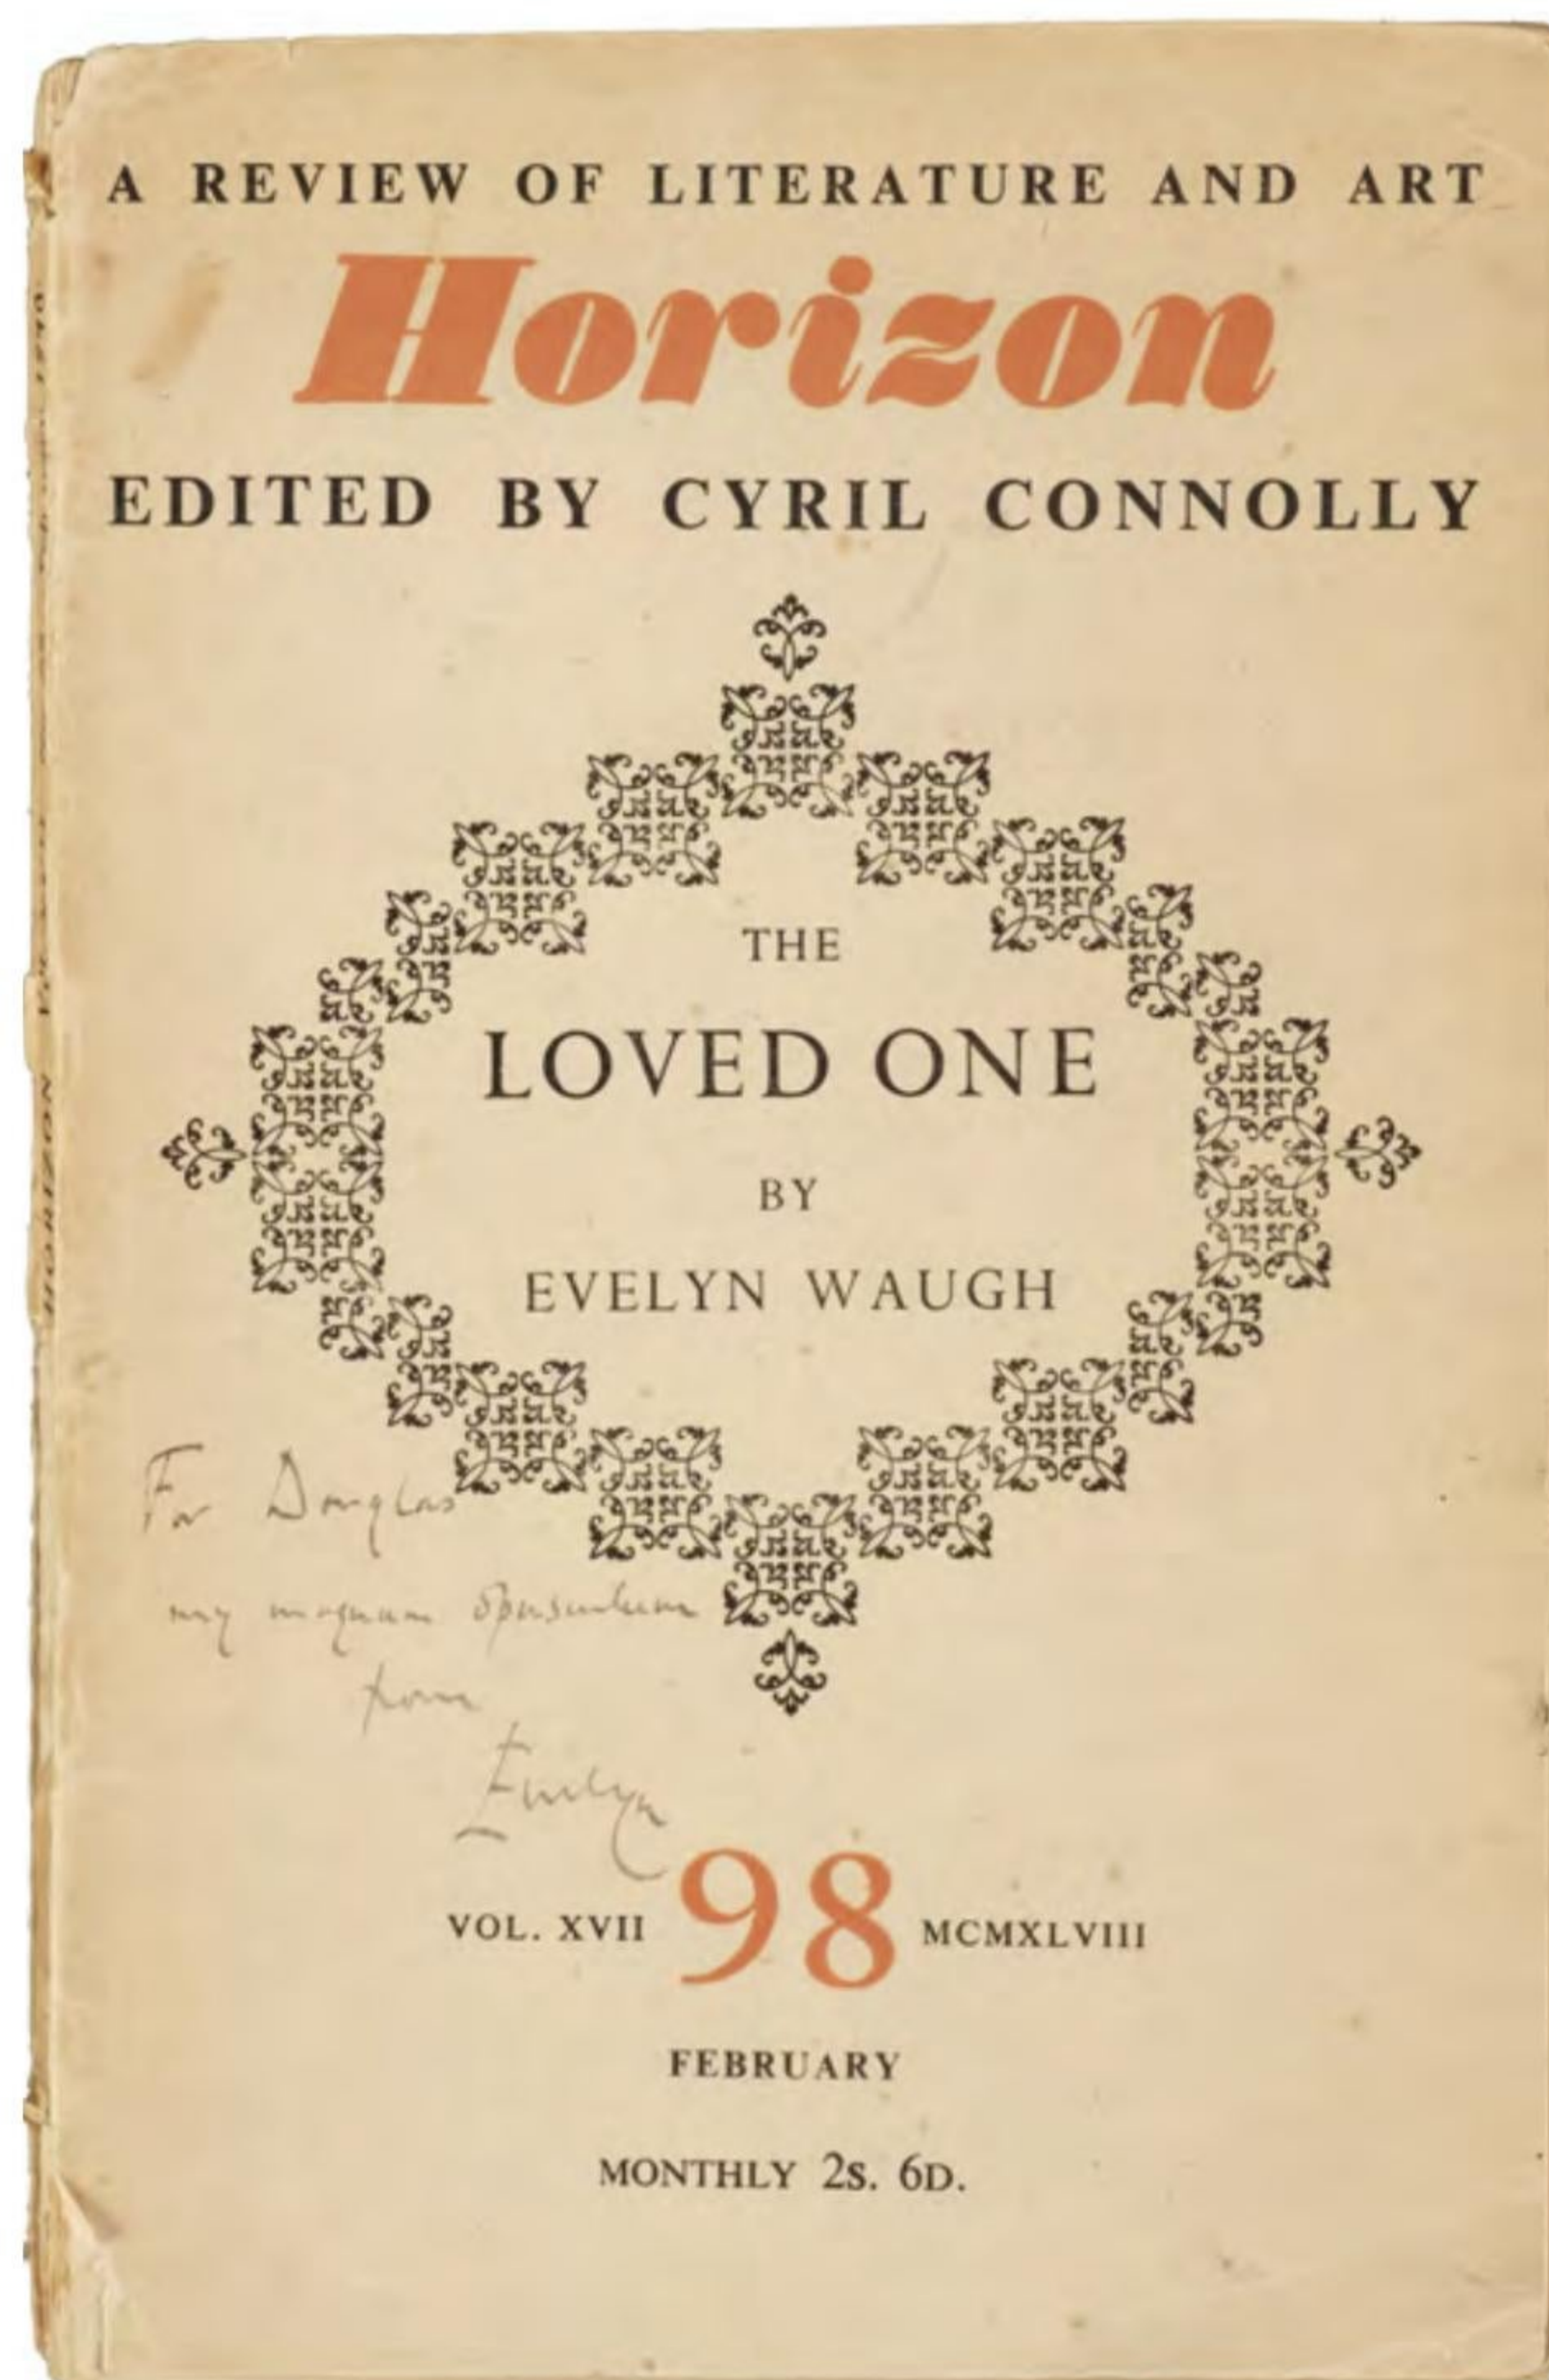 A REVIEW OF LITERATURE AND ART
Horizon
EDITED BY CYRIL CONNOLLY
THE
LOVED ONE
BY
EVELYN WAUGH
For Douglas
my magnum opusculum
from
Evelyn
VOL. XVII 98 MCMXLVIII
FEBRUARY
MONTHLY 2S. 6D.
HORIZON